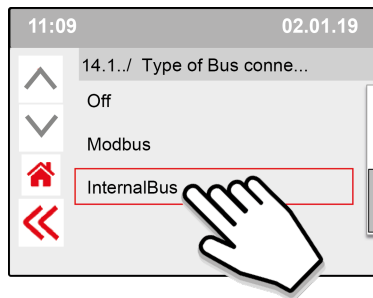 11:09 02.01.19
14.1../ Type of Bus conne...
Off
Modbus
InternalBus